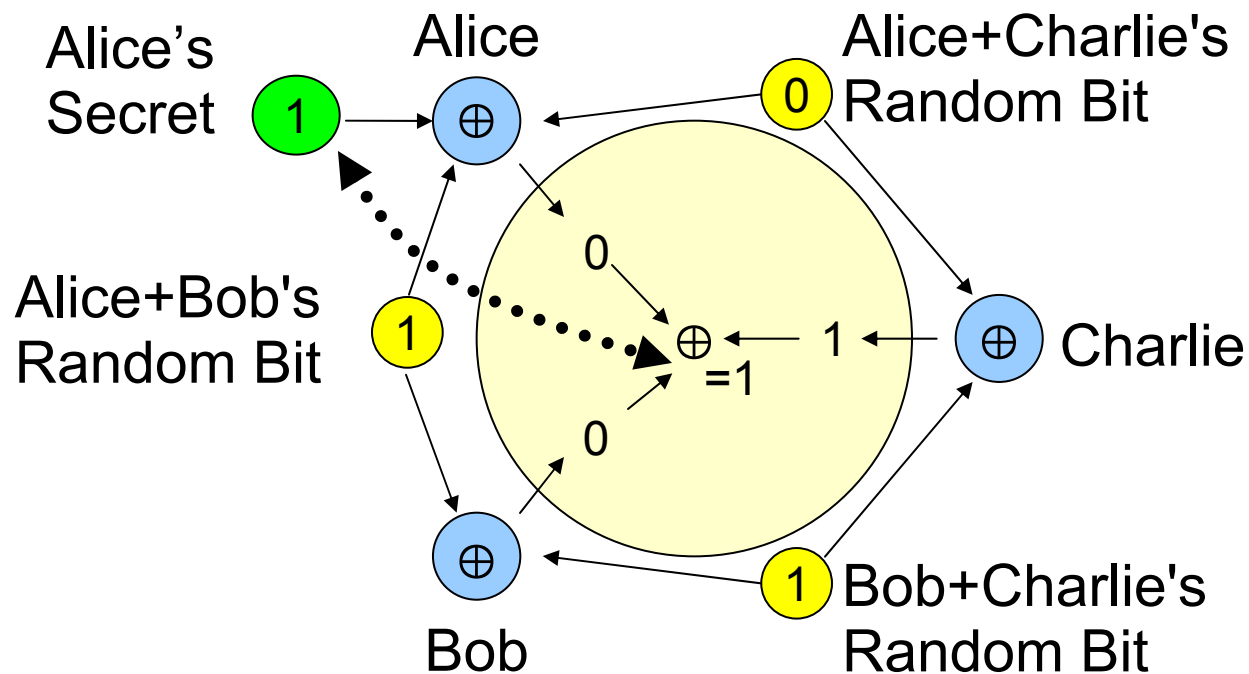 Alice’s
Secret
1
Alice
⊕
0
Alice+Charlie's
Random Bit
0
Alice+Bob's
Random Bit
1
⊕
=1
1
⊕
Charlie
0
⊕
Bob
1
Bob+Charlie's
Random Bit